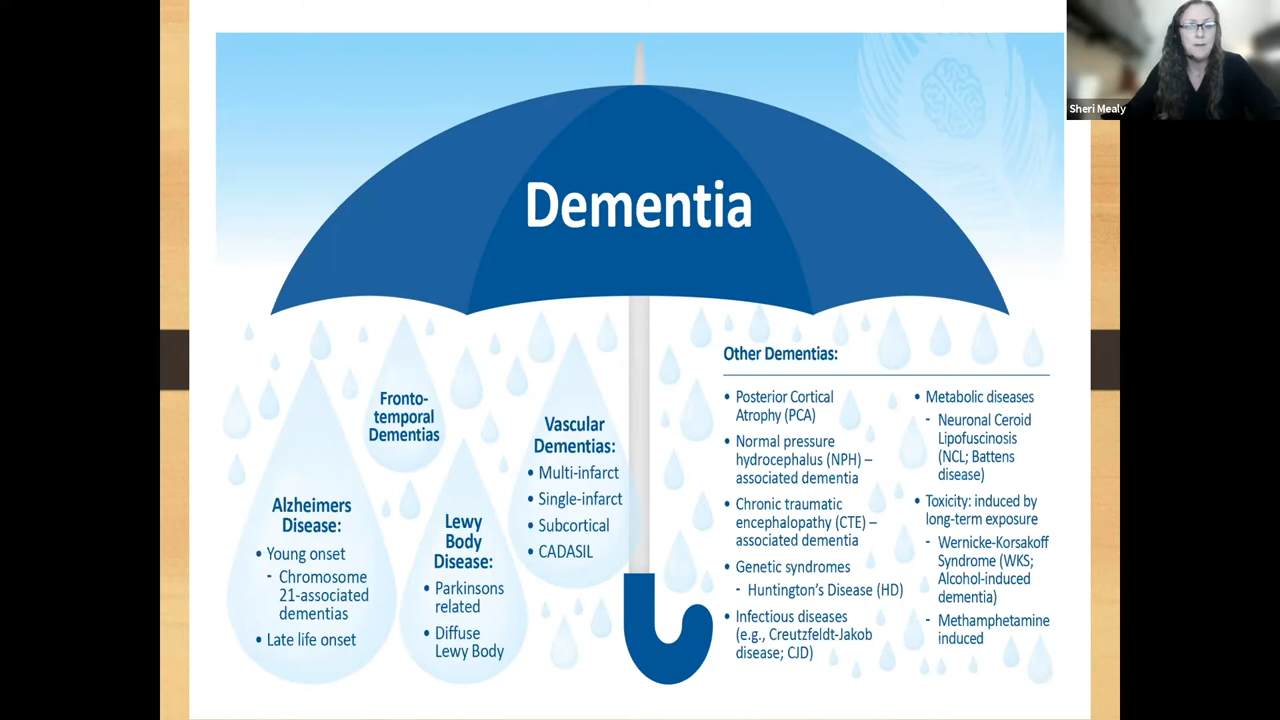 Sheri Mealy
Dementia
Fronto-
temporal
Dementias
Alzheimers
Disease:
• Young onset
- Chromosome
21-associated
dementias
• Late life onset
Lewy
Body
Disease:
• Parkinsons
related
• Diffuse
Lewy Body
Vascular
Dementias:
• Multi-infarct
• Single-infarct
• Subcortical
• CADASIL
Other Dementias:
• Posterior Cortical
Atrophy (PCA)
• Normal pressure
hydrocephalus (NPH) –
associated dementia
• Chronic traumatic
encephalopathy (CTE) –
associated dementia
• Genetic syndromes
- Huntington's Disease (HD)
• Infectious diseases
(e.g., Creutzfeldt-Jakob
disease; CJD)
• Metabolic diseases
- Neuronal Ceroid
Lipofuscinosis
(NCL; Battens
disease)
• Toxicity: induced by
long-term exposure
- Wernicke-Korsakoff
Syndrome (WKS;
Alcohol-induced
dementia)
- Methamphetamine
induced